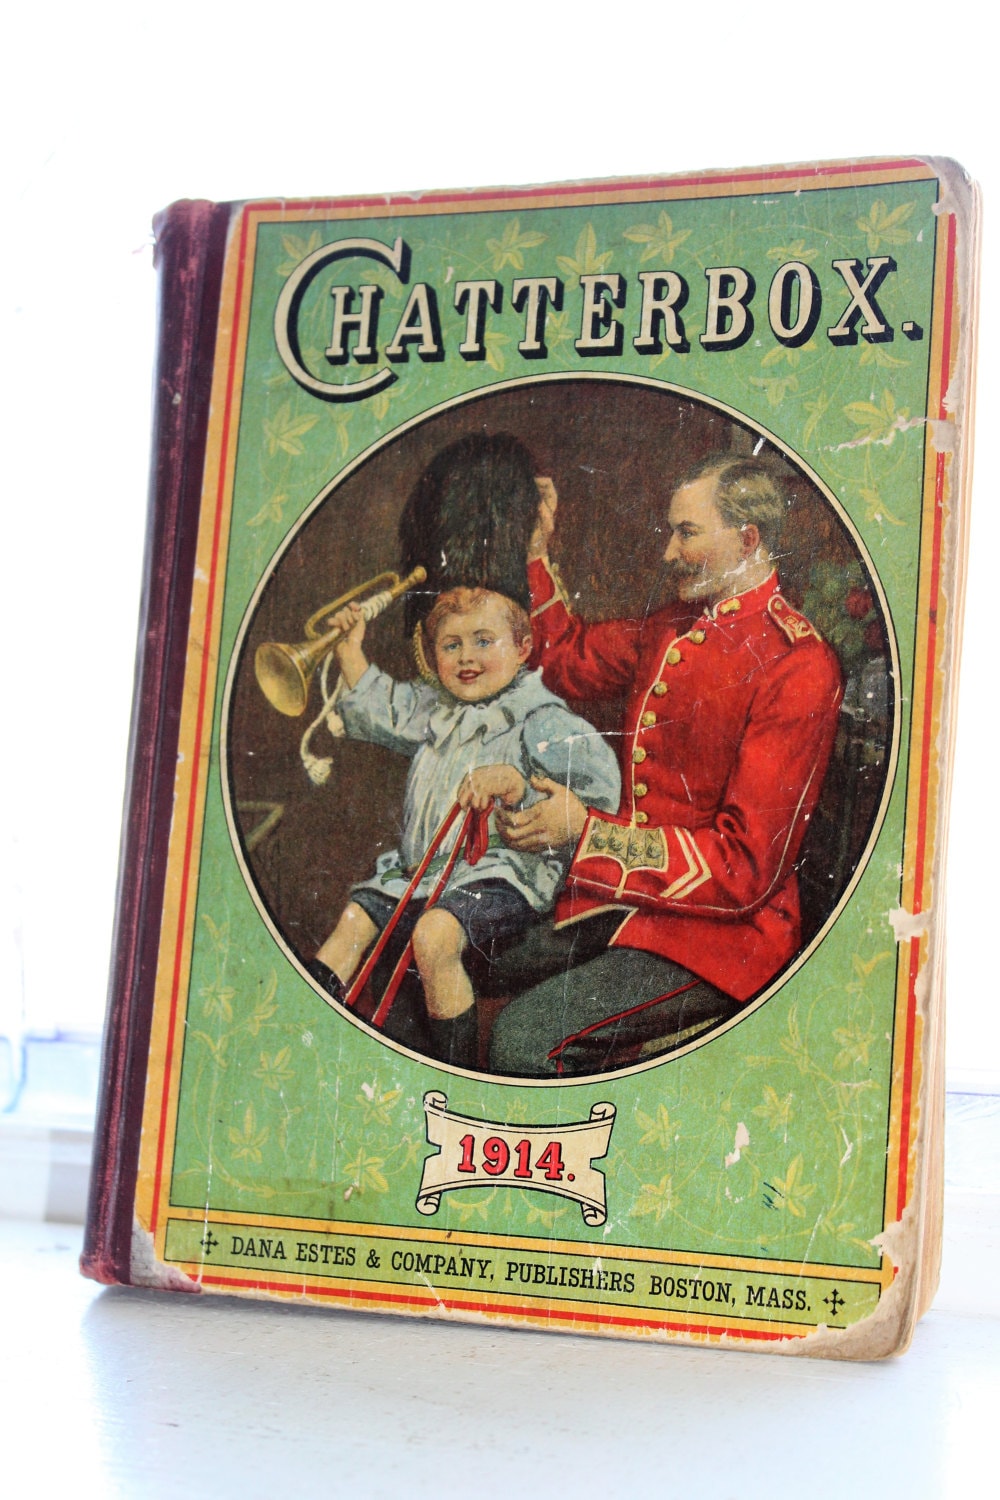 CHATTERBOX.
1914.
DANA ESTES & COMPANY, PUBLISHERS BOSTON, MASS.